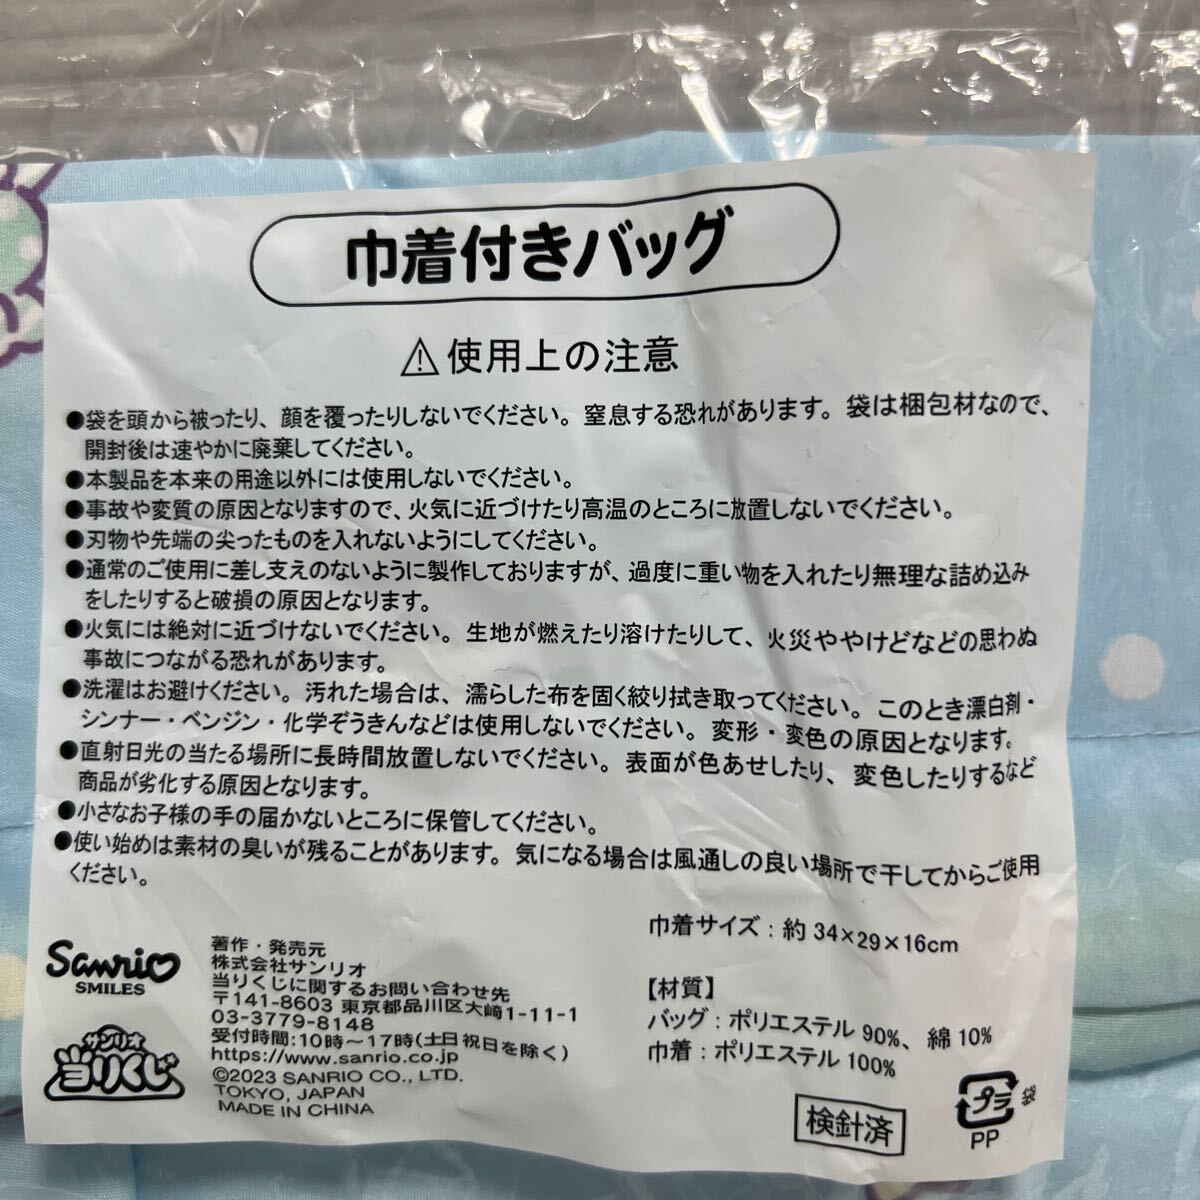 巾着付きバッグ
⚠使用上の注意
●袋を頭から被ったり、顔を覆ったりしないでください。窒息する恐れがあります。袋は梱包材なので、
開封後は速やかに廃棄してください。
●本製品を本来の用途以外には使用しないでください。
●事故や変質の原因となりますので、火気に近づけたり高温のところに放置しないでください。
●刃物や先端の尖ったものを入れないようにしてください。
●通常のご使用に差し支えのないように製作しておりますが、過度に重い物を入れたり無理な詰め込み
をしたりすると破損の原因となります。
●火気には絶対に近づけないでください。生地が燃えたり溶けたりして、火災ややけどなどの思わぬ
事故につながる恐れがあります。
●洗濯はお避けください。汚れた場合は、濡らした布を固く絞り拭き取ってください。このとき漂白剤・
シンナー・ベンジン・化学ぞうきんなどは使用しないでください。変形・変色の原因となります。
●直射日光の当たる場所に長時間放置しないでください。表面が色あせしたり、変色したりするなど
商品が劣化する原因となります。
●小さなお子様の手の届かないところに保管してください。
●使い始めは素材の臭いが残ることがあります。気になる場合は風通しの良い場所で干してからご使用
ください。
Sanrio
SMILES
サンリオ
当りくじ
著作・発売元
株式会社サンリオ
当りくじに関するお問い合わせ先
〒141-8603 東京都品川区大崎1-11-1
03-3779-8148
受付時間:10時〜17時(土日祝日を除く)
https://www.sanrio.co.jp
©2023 SANRIO CO., LTD.
TOKYO, JAPAN
MADE IN CHINA
巾着サイズ:約34×29×16cm
【材質】
バッグ:ポリエステル90%、綿10%
巾着:ポリエステル100%
検針済
プラ
袋
PP